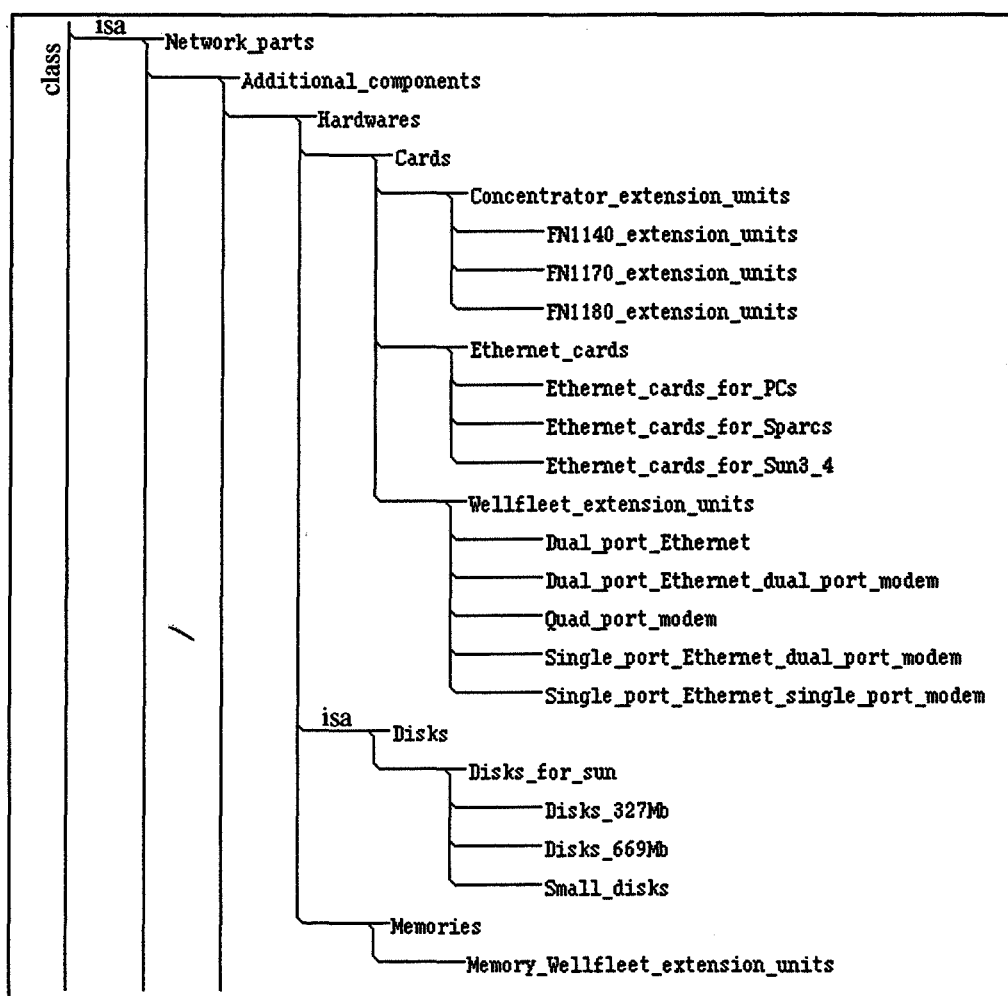 isa
class
Network_parts
Additional_components
Hardwares
Cards
Concentrator_extension_units
FN1140_extension_units
FN1170_extension_units
FN1180_extension_units
Ethernet_cards
Ethernet_cards_for_PCs
Ethernet_cards_for_Sparcs
Ethernet_cards_for_Sun3_4
Wellfleet_extension_units
Dual_port_Ethernet
Dual_port_Ethernet_dual_port_modem
Quad_port_modem
Single_port_Ethernet_dual_port_modem
Single_port_Ethernet_single_port_modem
isa
Disks
Disks_for_sun
Disks_327Mb
Disks_669Mb
Small_disks
Memories
Memory_Wellfleet_extension_units